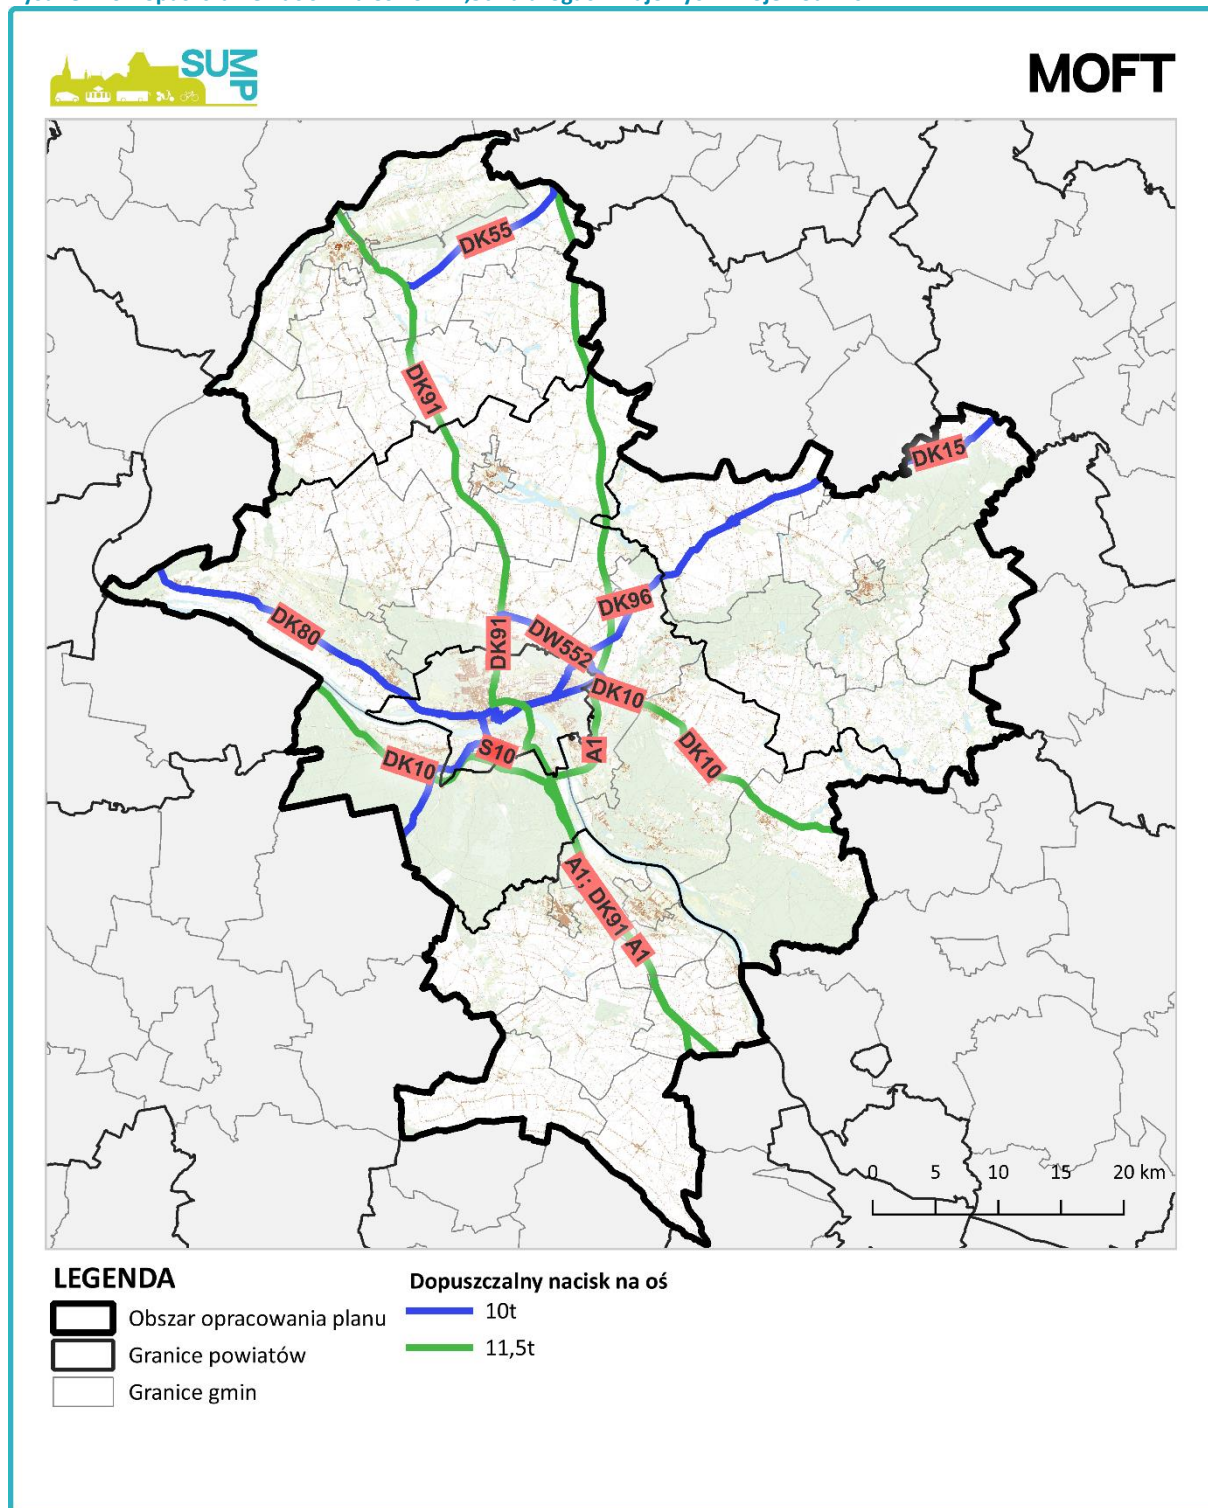 SUMP
MOFT
DK55
DK91
DK15
DK96
DK80
DK91
DW552
DK10
DK10
S10
A1
DK10
A1; DK91
A1
0 5 10 15 20 km
LEGENDA
Obszar opracowania planu
Granice powiatów
Granice gmin
Dopuszczalny nacisk na oś
10t
11,5t